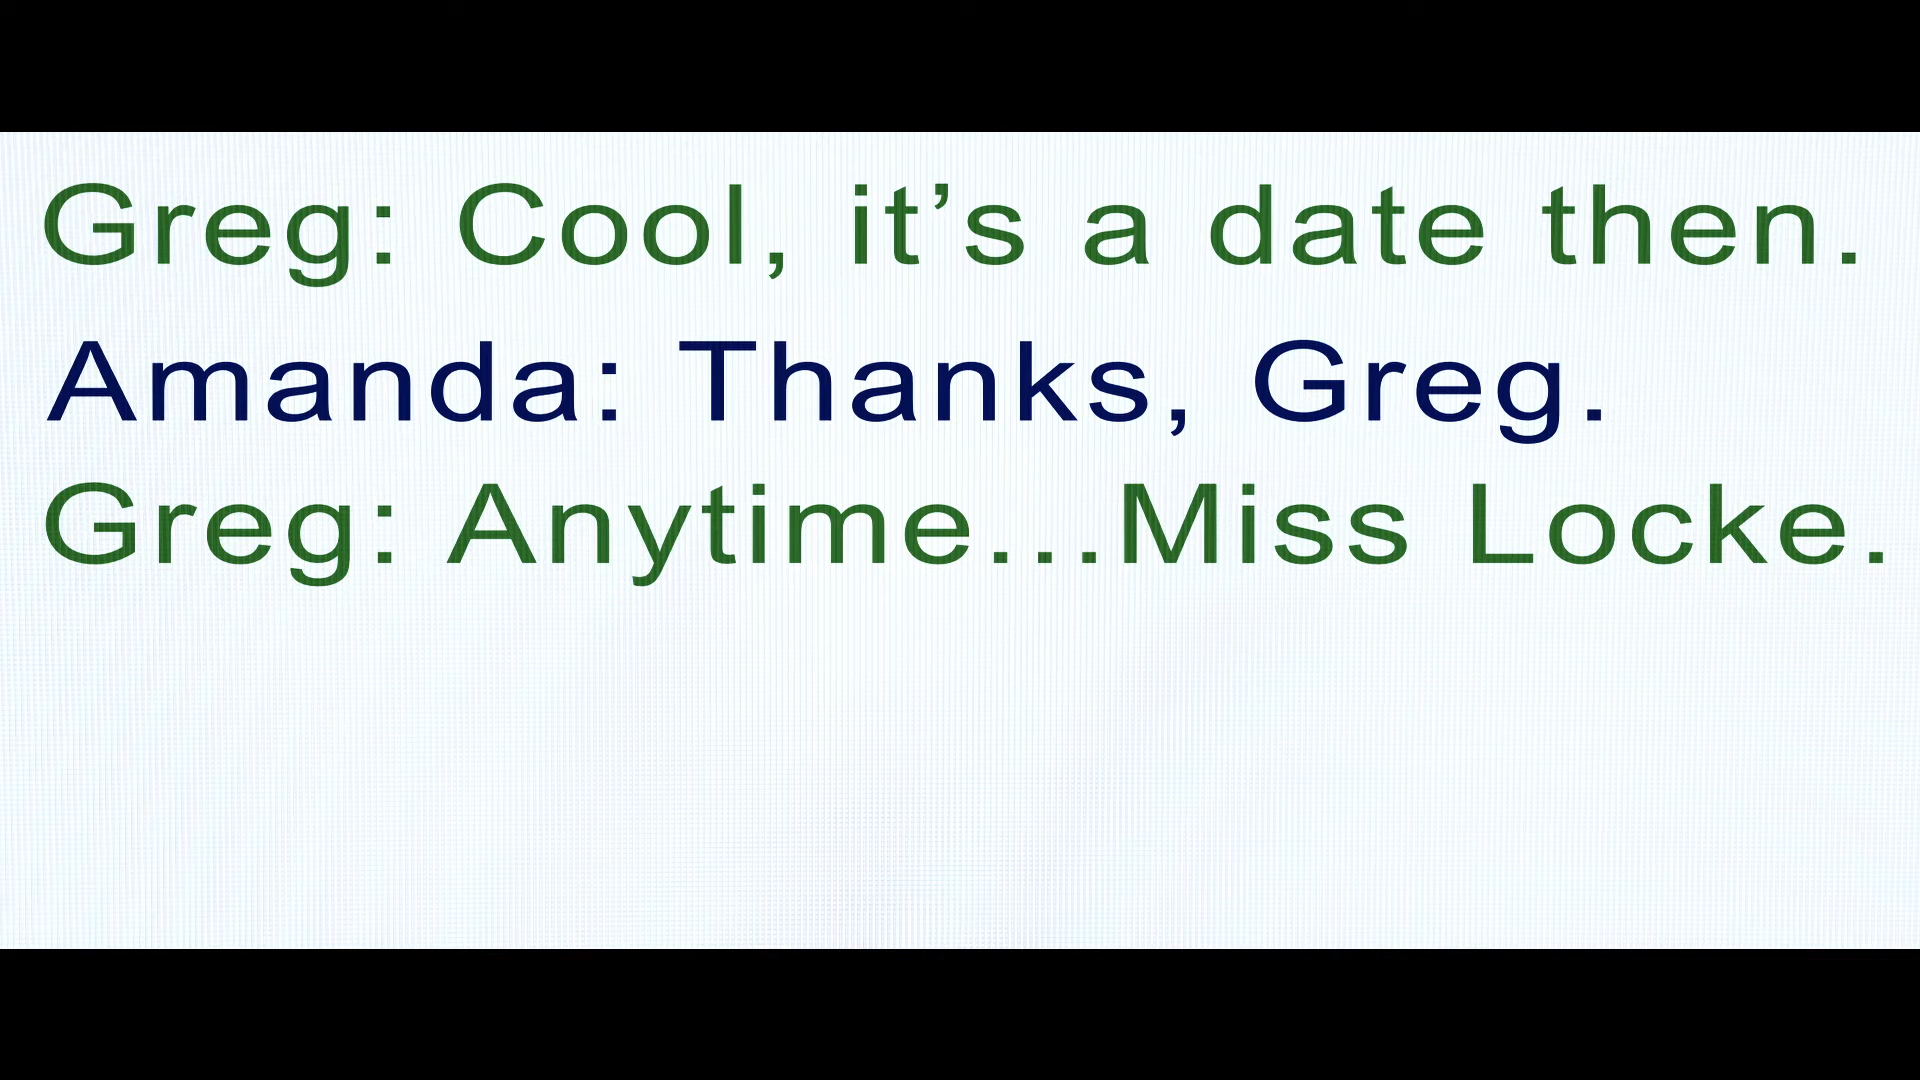 Greg: Cool, it’s a date then.
Amanda: Thanks, Greg.
Greg: Anytime...Miss Locke.